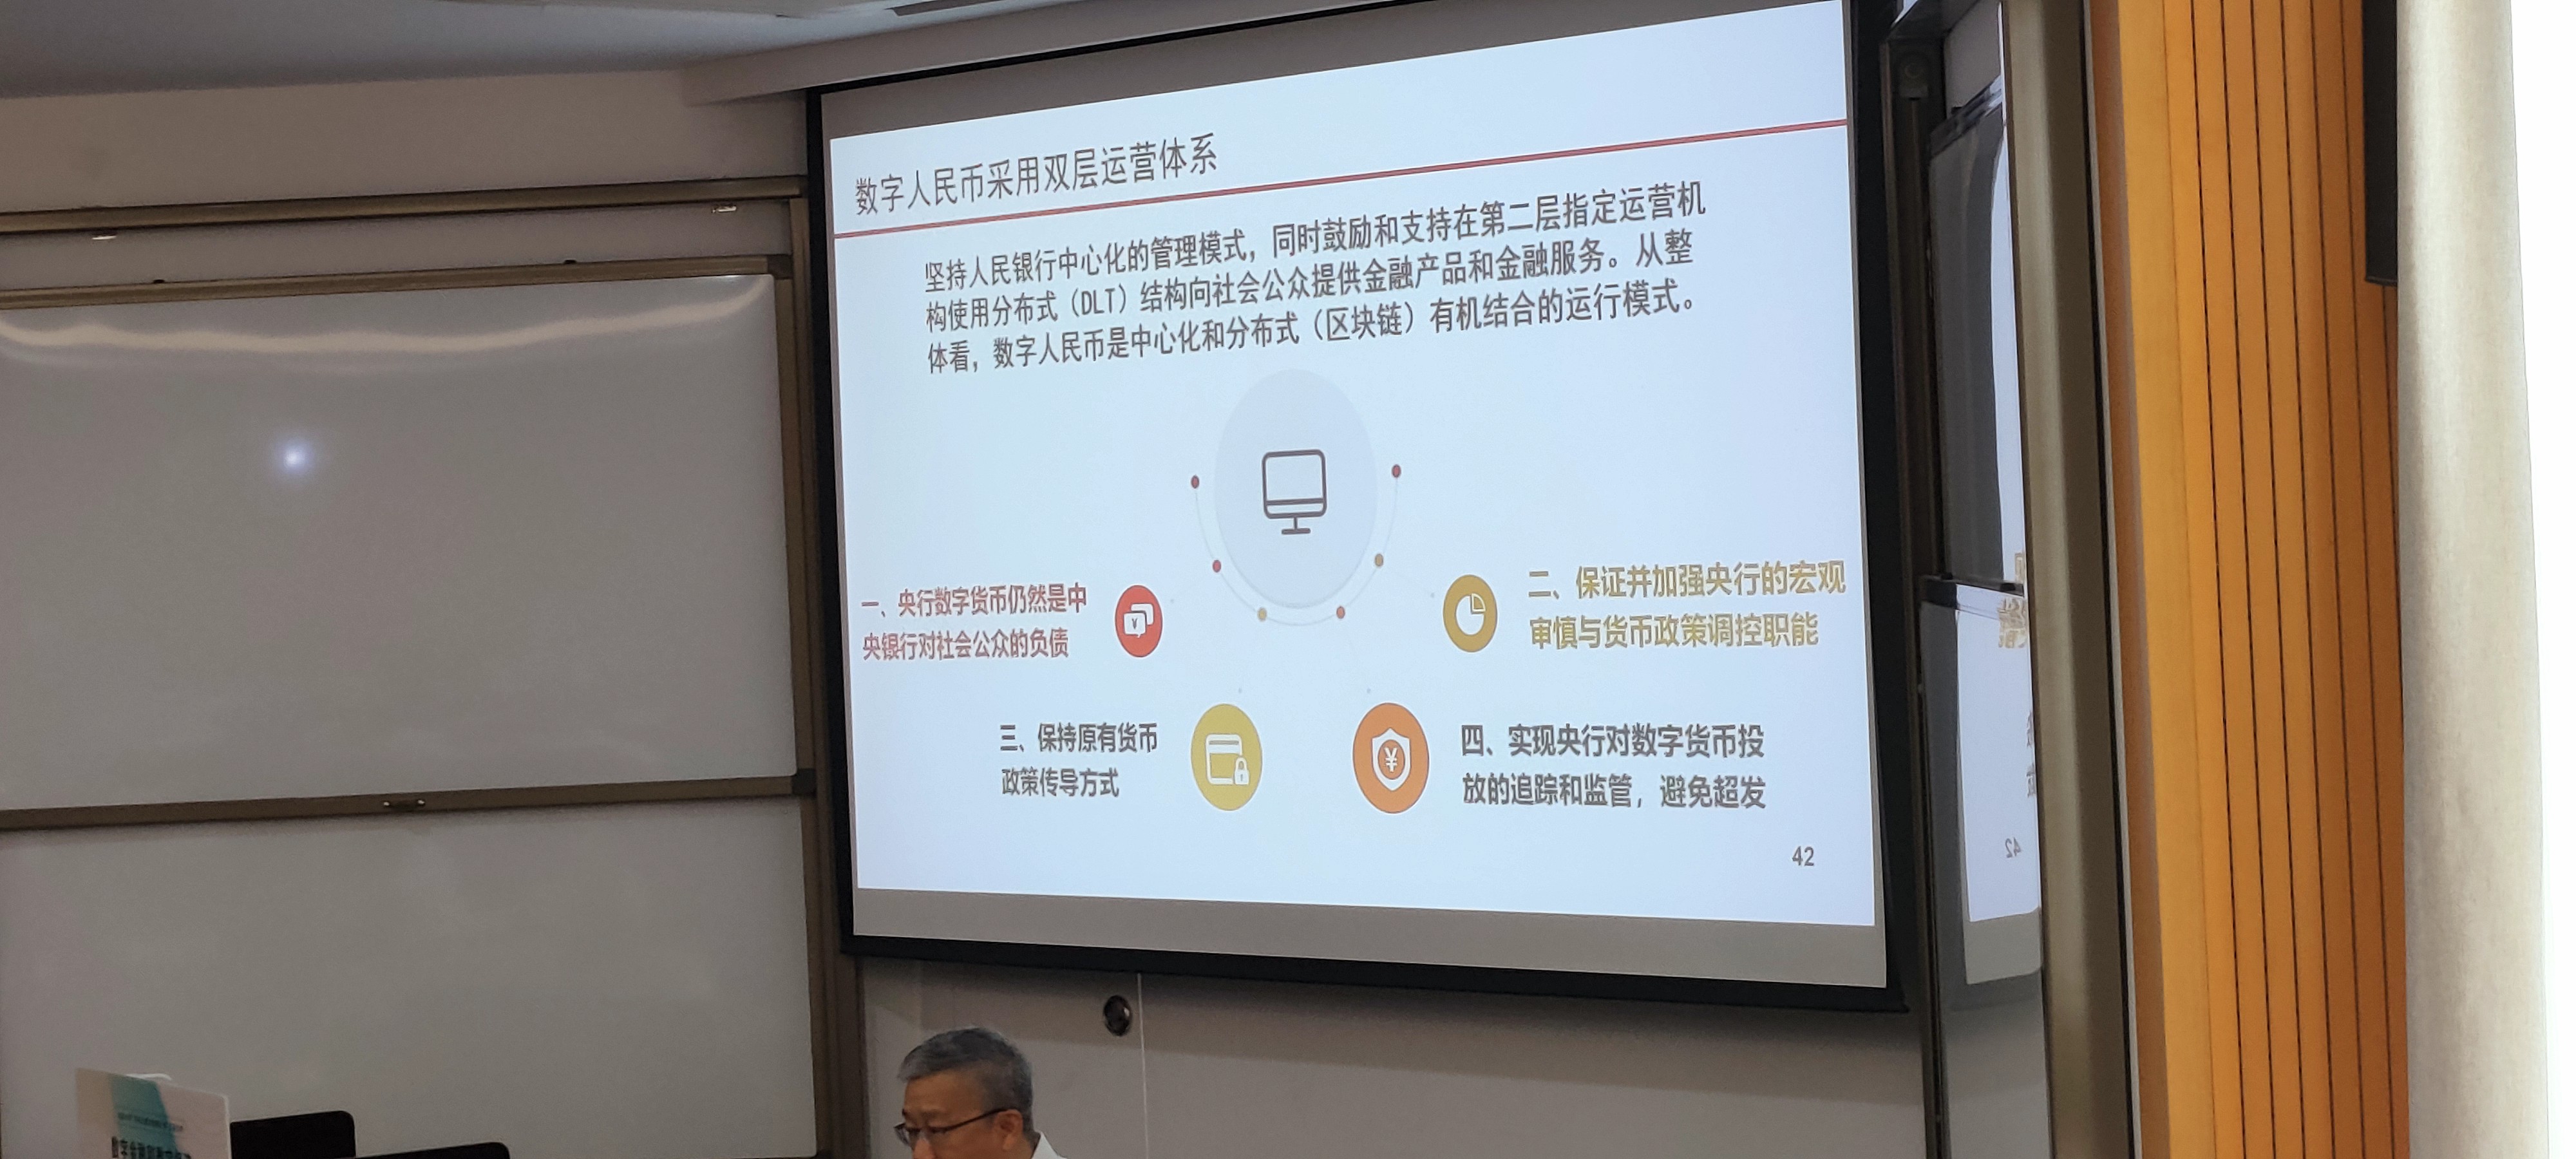 数字人民币采用双层运营体系
坚持人民银行中心化的管理模式，同时鼓励和支持在第二层指定运营机
构使用分布式（DLT）结构向社会公众提供金融产品和金融服务。从整
体看，数字人民币是中心化和分布式（区块链）有机结合的运行模式。
一、央行数字货币仍然是中
央银行对社会公众的负债
二、保证并加强央行的宏观
审慎与货币政策调控职能
三、保持原有货币
政策传导方式
四、实现央行对数字货币投
放的追踪和监管，避免超发
¥
¥
42